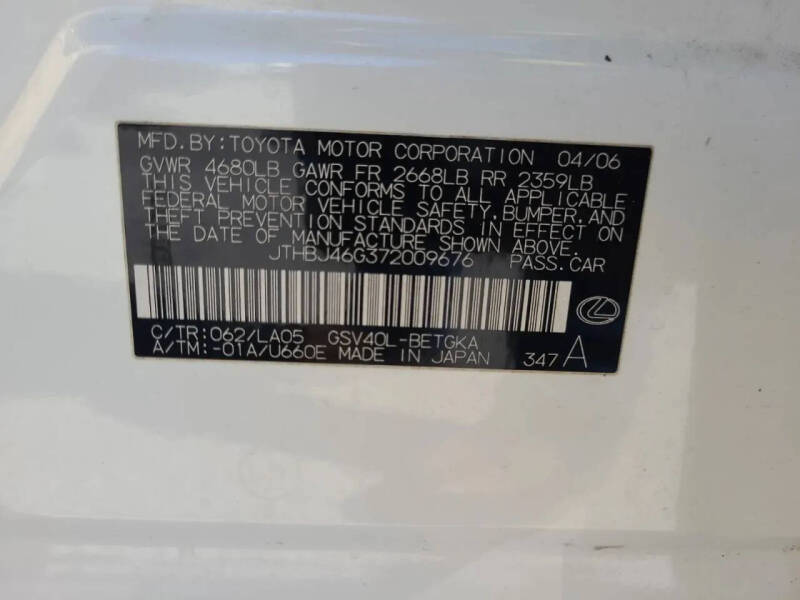 MFD. BY: TOYOTA MOTOR CORPORATION 04/06
GVWR 4680LB GAWR FR 2668LB RR 2359LB
THIS VEHICLE CONFORMS TO ALL APPLICABLE
FEDERAL MOTOR VEHICLE SAFETY, BUMPER, AND
THEFT PREVENTION STANDARDS IN EFFECT ON
THE DATE OF MANUFACTURE SHOWN ABOVE.
JTHBJ46G372009676 PASS. CAR
C/TR: 062/LA05 GSV40L-BETGKA
A/TM: -01A/U660E MADE IN JAPAN 347 A